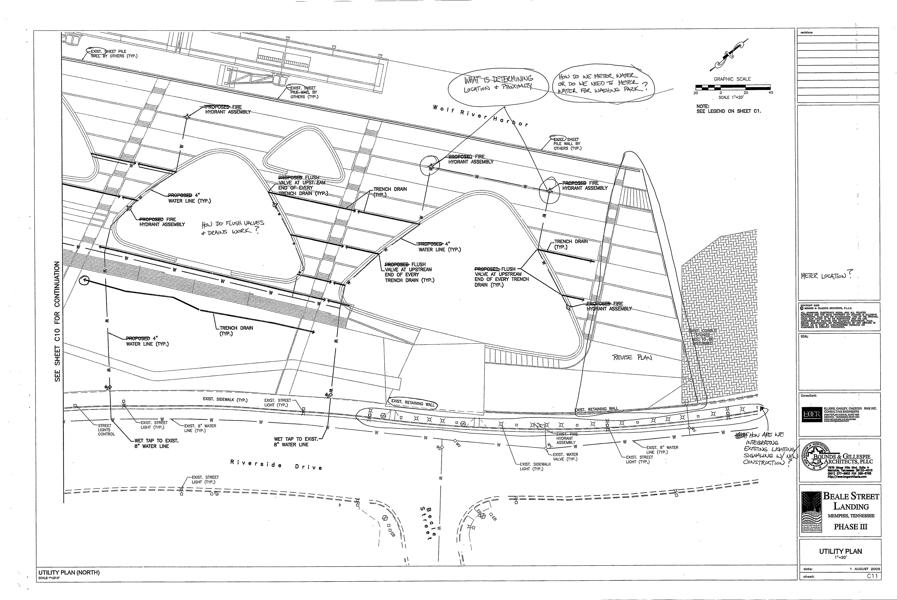 EXIST. SHEET PILE
WALL BY OTHERS (TYP.)
EXIST. SHEET
PILE WALL BY
OTHERS (TYP.)
WHAT IS DETERMINING
LOCATION + PROXIMITY
HOW DO WE METER WATER
OR DO WE NEED TO METER
WATER FOR WASHING PARK?
GRAPHIC SCALE
20 0 20 40
SCALE 1"=20'
NOTE:
SEE LEGEND ON SHEET C1.
Wolf River Harbor
PROPOSED FIRE
HYDRANT ASSEMBLY
EXIST. SHEET
PILE WALL BY
OTHERS (TYP.)
PROPOSED FIRE
HYDRANT ASSEMBLY
PROPOSED FIRE
HYDRANT ASSEMBLY
PROPOSED FLUSH
VALVE AT UPSTREAM
END OF EVERY
TRENCH DRAIN (TYP.)
TRENCH DRAIN
(TYP.)
PROPOSED 4"
WATER LINE (TYP.)
PROPOSED FIRE
HYDRANT ASSEMBLY
HOW DO FLUSH VALVES
+ DRAINS WORK?
PROPOSED 4"
WATER LINE (TYP.)
TRENCH DRAIN
(TYP.)
PROPOSED FLUSH
VALVE AT UPSTREAM
END OF EVERY
TRENCH DRAIN (TYP.)
PROPOSED FLUSH
VALVE AT UPSTREAM
END OF EVERY TRENCH
DRAIN (TYP.)
PROPOSED FIRE
HYDRANT ASSEMBLY
SEE SHEET C10 FOR CONTINUATION
TRENCH DRAIN
(TYP.)
PROPOSED 4"
WATER LINE (TYP.)
REVISE PLAN
METER LOCATION?
EXIST. SIDEWALK (TYP.)
EXIST. STREET
LIGHT (TYP.)
EXIST. RETAINING WALL
EXIST. RETAINING WALL
STREET
LIGHTS
CONTROL
EXIST. STREET
LIGHT (TYP.)
EXIST. 8" WATER
LINE (TYP.)
WET TAP TO EXIST.
8" WATER LINE
WET TAP TO EXIST.
8" WATER LINE
EXIST. FIRE
HYDRANT
ASSEMBLY
EXIST. WATER
VALVE (TYP.)
EXIST. SIDEWALK
LIGHT (TYP.)
EXIST. 8" WATER
LINE (TYP.)
EXIST. STREET
LIGHT (TYP.)
HOW ARE WE
INTEGRATING
EXISTING LIGHTING,
SIGNALING W/ NEW
CONSTRUCTION?
Riverside Drive
EXIST. STREET
LIGHT (TYP.)
Beale
Street
BOUNDS & GILLESPIE
ARCHITECTS, PLLC
BEALE STREET
LANDING
MEMPHIS, TENNESSEE
PHASE III
UTILITY PLAN
1"=20'
date: 1 AUGUST 2009
sheet: C11
UTILITY PLAN (NORTH)
SCALE 1"=20'-0"